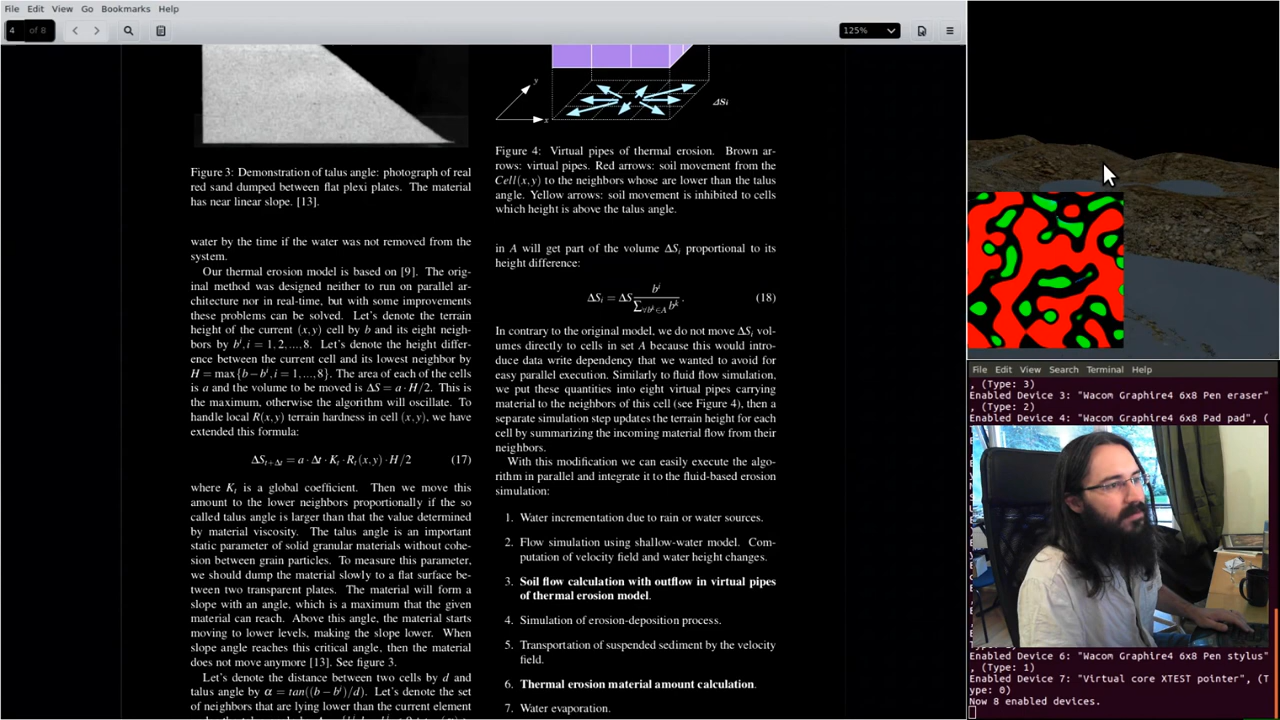 File Edit View Go Bookmarks Help
4 of 8
125%
y
x
ΔSi
Figure 3: Demonstration of talus angle: photograph of real
red sand dumped between flat plexi plates. The material
has near linear slope. [13].
water by the time if the water was not removed from the
system.
Our thermal erosion model is based on [9]. The orig-
inal method was designed neither to run on parallel ar-
chitecture nor in real-time, but with some improvements
these problems can be solved. Let's denote the terrain
height of the current (x,y) cell by b and its eight neigh-
bors by bⁱ, i = 1,2,...,8. Let's denote the height differ-
ence between the current cell and its lowest neighbor by
H = max{b − bⁱ, i = 1,...,8}. The area of each of the cells
is a and the volume to be moved is ΔS = a · H/2. This is
the maximum, otherwise the algorithm will oscillate. To
handle local R(x,y) terrain hardness in cell (x,y), we have
extended this formula:
ΔSₜ₊Δₜ = a · Δt · Kₜ · Rₜ(x,y) · H/2 (17)
where Kₜ is a global coefficient. Then we move this
amount to the lower neighbors proportionally if the so
called talus angle is larger than that the value determined
by material viscosity. The talus angle is an important
static parameter of solid granular materials without cohe-
sion between grain particles. To measure this parameter,
we should dump the material slowly to a flat surface be-
tween two transparent plates. The material will form a
slope with an angle, which is a maximum that the given
material can reach. Above this angle, the material starts
moving to lower levels, making the slope lower. When
slope angle reaches this critical angle, then the material
does not move anymore [13]. See figure 3.
Let's denote the distance between two cells by d and
talus angle by α = tan((b − bⁱ)/d). Let's denote the set
of neighbors that are lying lower than the current element
Figure 4: Virtual pipes of thermal erosion. Brown ar-
rows: virtual pipes. Red arrows: soil movement from the
Cell(x,y) to the neighbors whose are lower than the talus
angle. Yellow arrows: soil movement is inhibited to cells
which height is above the talus angle.
in A will get part of the volume ΔSᵢ proportional to its
height difference:
ΔSᵢ = ΔS bⁱ / ∑∀bᵏ∈A bᵏ . (18)
In contrary to the original model, we do not move ΔSᵢ vol-
umes directly to cells in set A because this would intro-
duce data write dependency that we wanted to avoid for
easy parallel execution. Similarly to fluid flow simulation,
we put these quantities into eight virtual pipes carrying
material to the neighbors of this cell (see Figure 4), then a
separate simulation step updates the terrain height for each
cell by summarizing the incoming material flow from their
neighbors.
With this modification we can easily execute the algo-
rithm in parallel and integrate it to the fluid-based erosion
simulation:
1. Water incrementation due to rain or water sources.
2. Flow simulation using shallow-water model. Com-
putation of velocity field and water height changes.
3. Soil flow calculation with outflow in virtual pipes
of thermal erosion model.
4. Simulation of erosion-deposition process.
5. Transportation of suspended sediment by the velocity
field.
6. Thermal erosion material amount calculation.
7. Water evaporation.
File Edit View Search Terminal Help
, (Type: 3)
Enabled Device 3: "Wacom Graphire4 6x8 Pen eraser"
, (Type: 2)
Enabled Device 4: "Wacom Graphire4 6x8 Pad pad", (
Enabled Device 6: "Wacom Graphire4 6x8 Pen stylus"
, (Type: 1)
Enabled Device 7: "Virtual core XTEST pointer", (T
ype: 0)
Now 8 enabled devices.